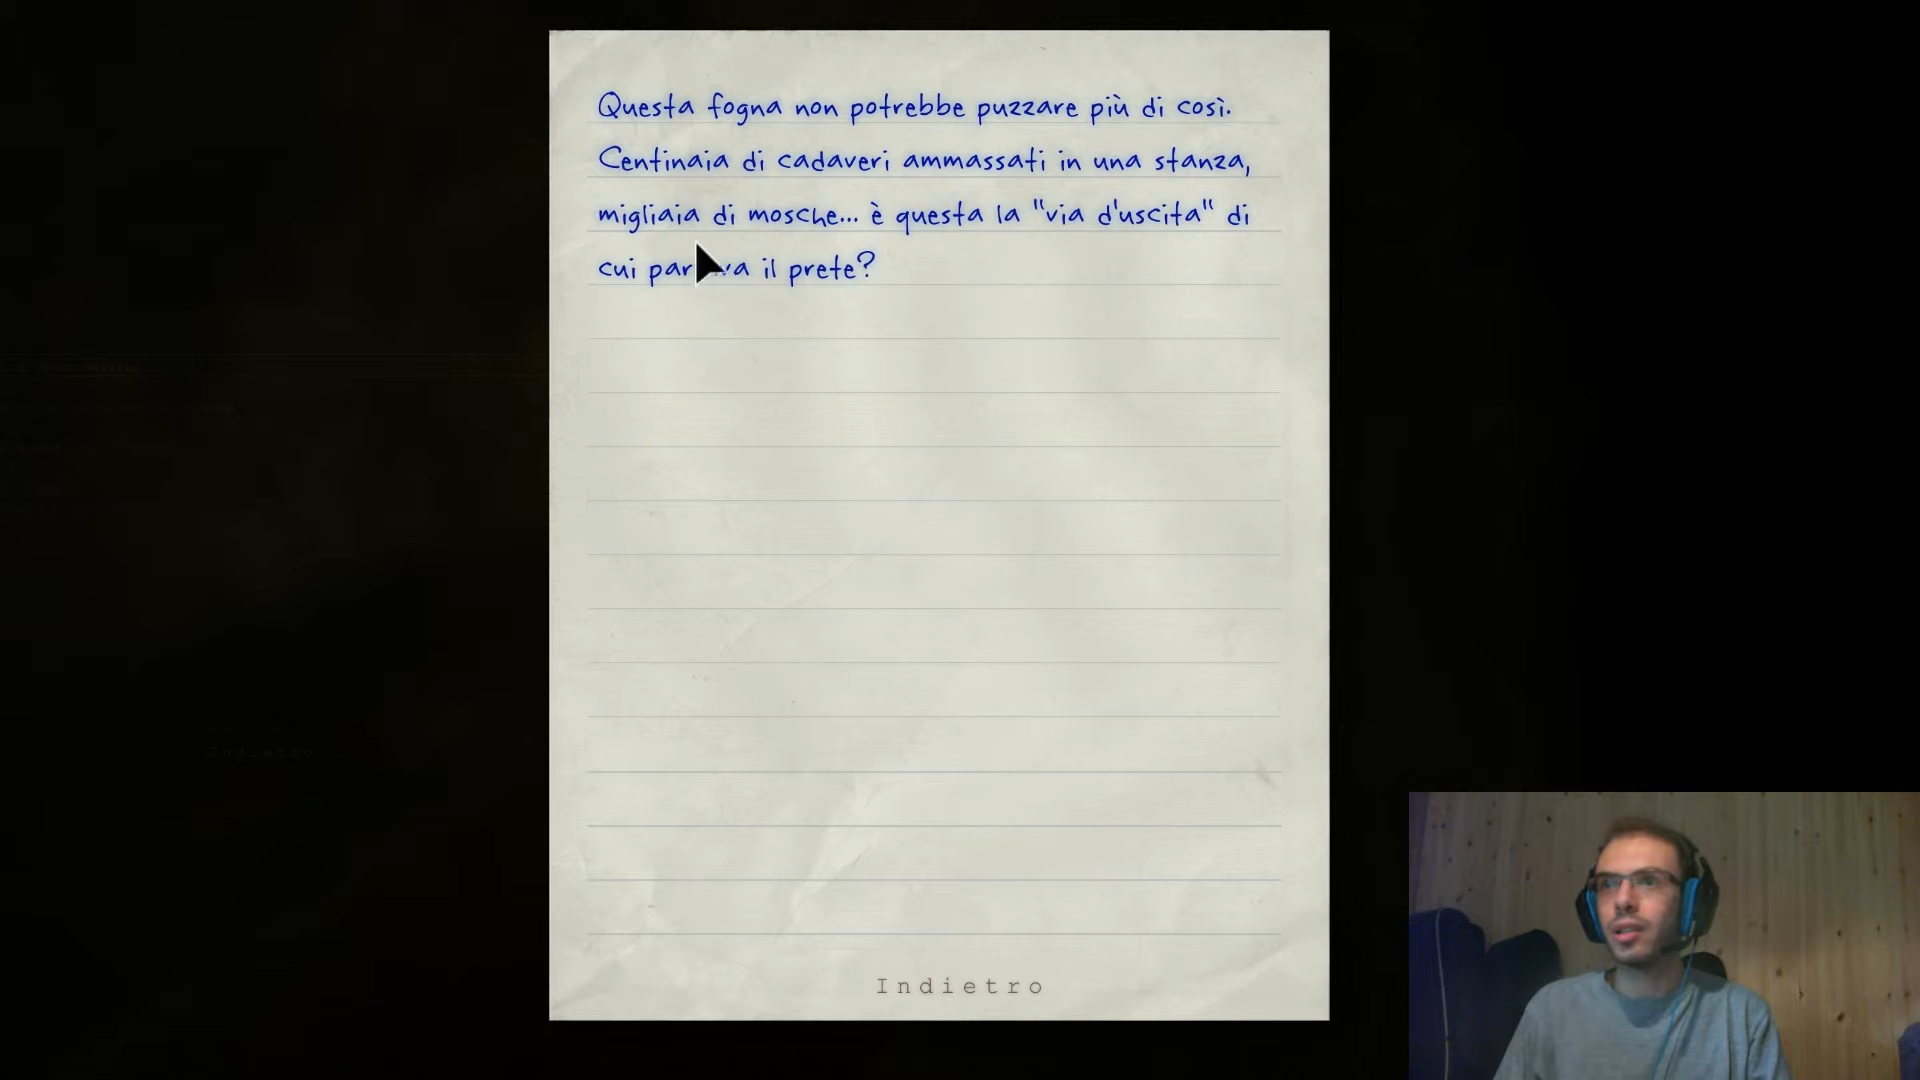 Questa fogna non potrebbe puzzare più di così.
Centinaia di cadaveri ammassati in una stanza,
migliaia di mosche... è questa la "via d'uscita" di
cui il prete?
Indietro